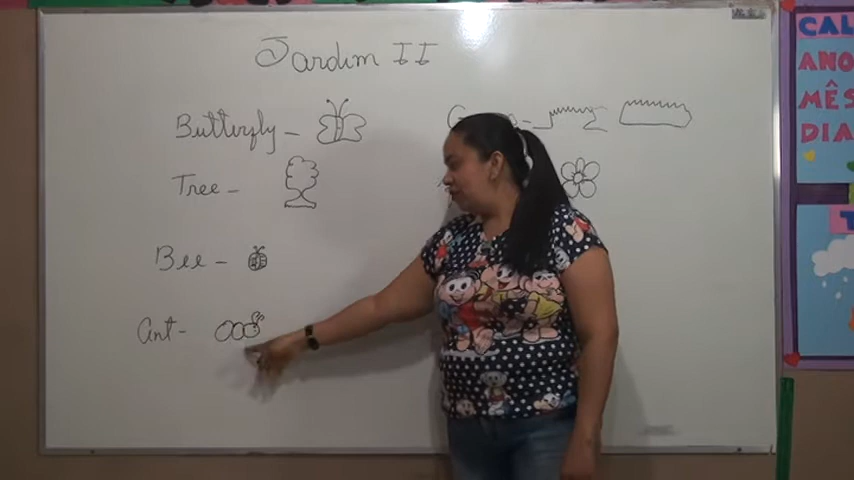 Jardim II
Butterfly -
Tree -
Bee -
Ant -
CAL
ANO
MÊS
DIA